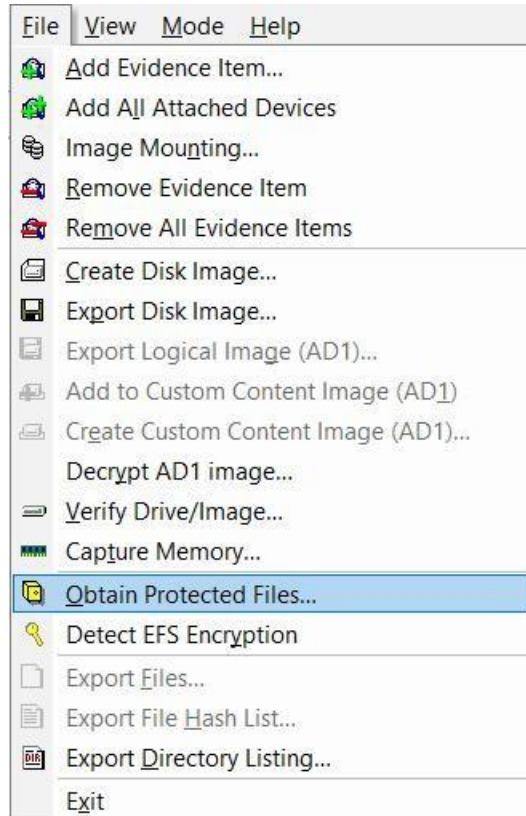 File View Mode Help
Add Evidence Item...
Add All Attached Devices
Image Mounting...
Remove Evidence Item
Remove All Evidence Items
Create Disk Image...
Export Disk Image...
Export Logical Image (AD1)...
Add to Custom Content Image (AD1)
Create Custom Content Image (AD1)...
Decrypt AD1 image...
Verify Drive/Image...
Capture Memory...
Obtain Protected Files...
Detect EFS Encryption
Export Files...
Export File Hash List...
DIR Export Directory Listing...
Exit